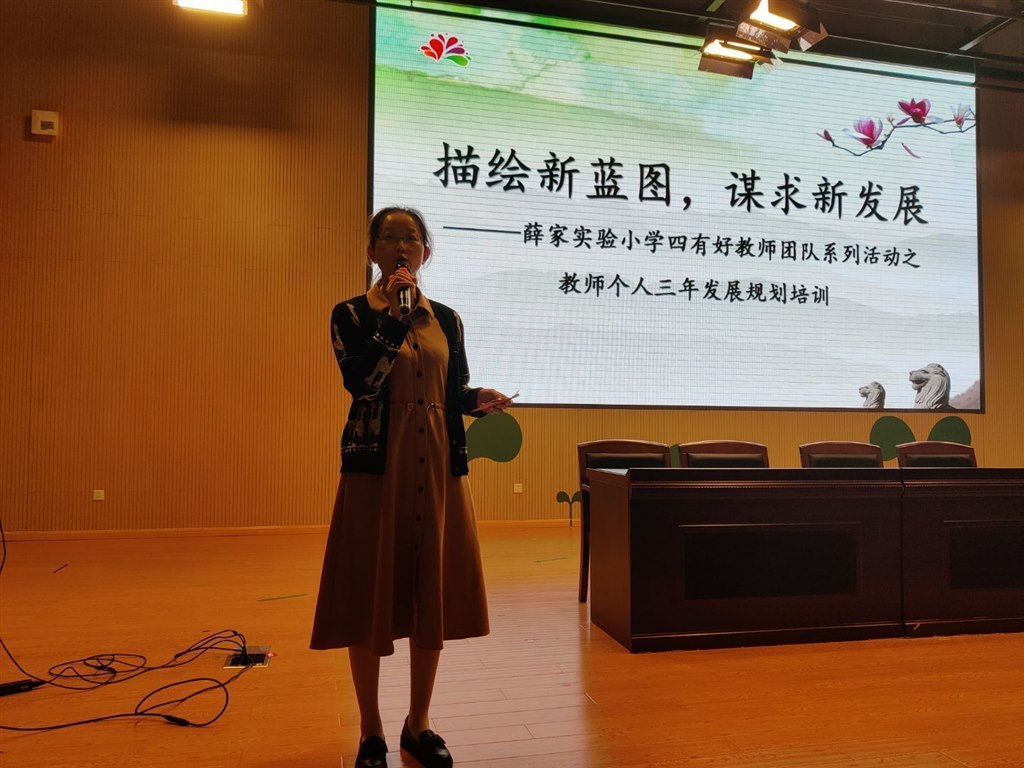 描绘新蓝图，谋求新发展
——薛家实验小学四有好教师团队系列活动之
教师个人三年发展规划培训